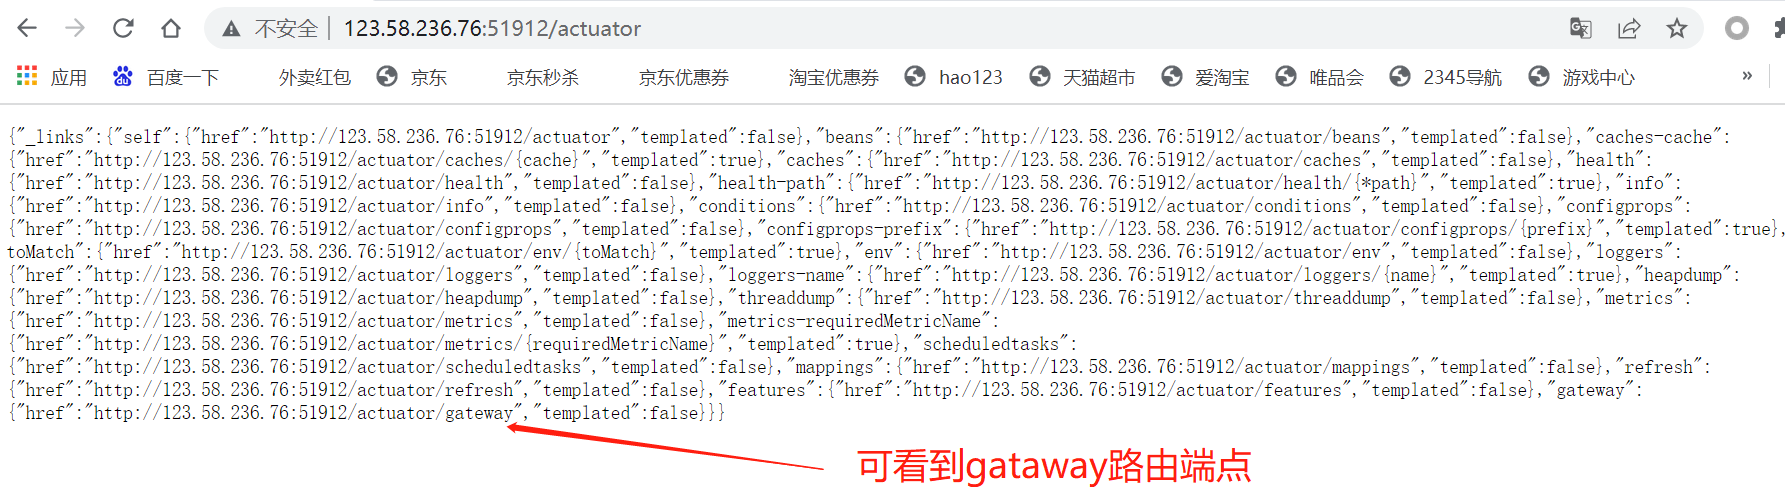 不安全 | 123.58.236.76:51912/actuator
应用 百度一下 外卖红包 京东 京东秒杀 京东优惠券 淘宝优惠券 hao123 天猫超市 爱淘宝 唯品会 2345导航 游戏中心 »
{"_links":{"self":{"href":"http://123.58.236.76:51912/actuator","templated":false},"beans":{"href":"http://123.58.236.76:51912/actuator/beans","templated":false},"caches-cache":
{"href":"http://123.58.236.76:51912/actuator/caches/{cache}","templated":true},"caches":{"href":"http://123.58.236.76:51912/actuator/caches","templated":false},"health":
{"href":"http://123.58.236.76:51912/actuator/health","templated":false},"health-path":{"href":"http://123.58.236.76:51912/actuator/health/{*path}","templated":true},"info":
{"href":"http://123.58.236.76:51912/actuator/info","templated":false},"conditions":{"href":"http://123.58.236.76:51912/actuator/conditions","templated":false},"configprops":
{"href":"http://123.58.236.76:51912/actuator/configprops","templated":false},"configprops-prefix":{"href":"http://123.58.236.76:51912/actuator/configprops/{prefix}","templated":true},
toMatch":{"href":"http://123.58.236.76:51912/actuator/env/{toMatch}","templated":true},"env":{"href":"http://123.58.236.76:51912/actuator/env","templated":false},"loggers":
{"href":"http://123.58.236.76:51912/actuator/loggers","templated":false},"loggers-name":{"href":"http://123.58.236.76:51912/actuator/loggers/{name}","templated":true},"heapdump":
{"href":"http://123.58.236.76:51912/actuator/heapdump","templated":false},"threaddump":{"href":"http://123.58.236.76:51912/actuator/threaddump","templated":false},"metrics":
{"href":"http://123.58.236.76:51912/actuator/metrics","templated":false},"metrics-requiredMetricName":
{"href":"http://123.58.236.76:51912/actuator/metrics/{requiredMetricName}","templated":true},"scheduledtasks":
{"href":"http://123.58.236.76:51912/actuator/scheduledtasks","templated":false},"mappings":{"href":"http://123.58.236.76:51912/actuator/mappings","templated":false},"refresh":
{"href":"http://123.58.236.76:51912/actuator/refresh","templated":false},"features":{"href":"http://123.58.236.76:51912/actuator/features","templated":false},"gateway":
{"href":"http://123.58.236.76:51912/actuator/gateway","templated":false}}}
可看到gataway路由端点